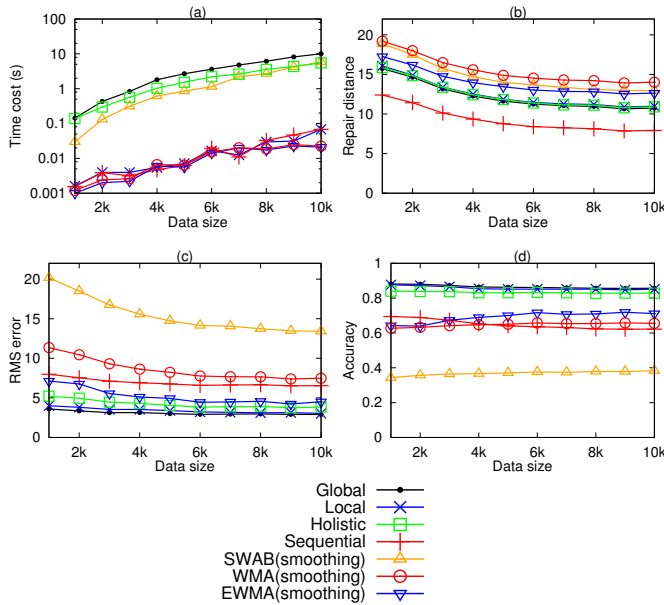 (a)
Time cost (s)
100
10
1
0.1
0.01
0.001
2k 4k 6k 8k 10k
Data size
(b)
Repair distance
20
15
10
5
0
2k 4k 6k 8k 10k
Data size
(c)
RMS error
20
15
10
5
0
2k 4k 6k 8k 10k
Data size
(d)
Accuracy
1
0.8
0.6
0.4
0.2
0
2k 4k 6k 8k 10k
Data size
Global
Local
Holistic
Sequential
SWAB(smoothing)
WMA(smoothing)
EWMA(smoothing)